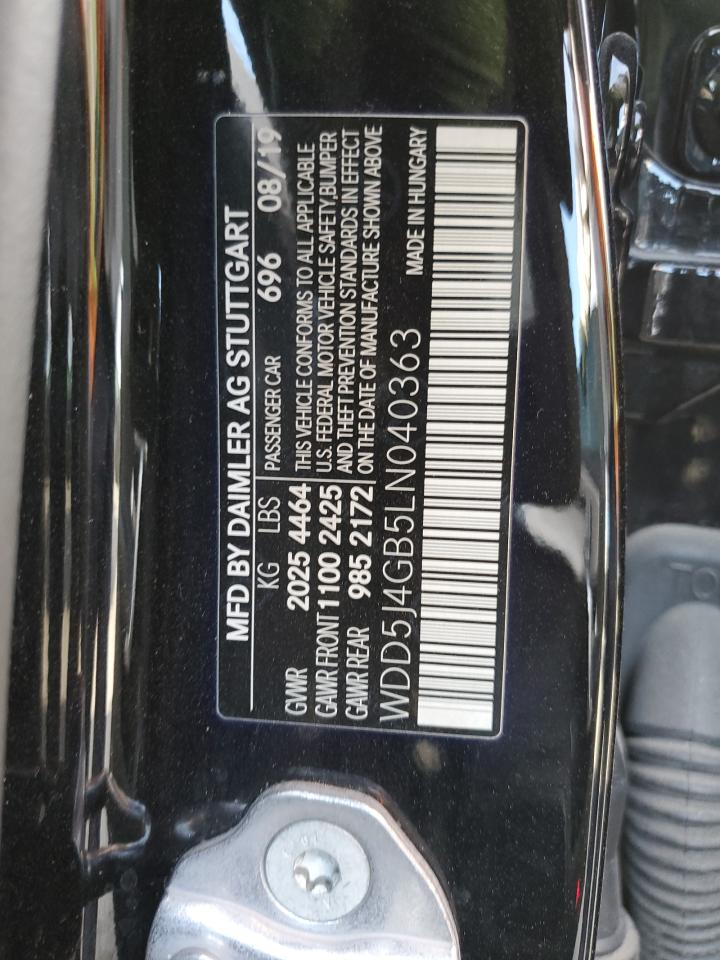 MFD BY DAIMLER AG STUTTGART
KG LBS PASSENGER CAR 696 08/19
GVWR 2025 4464 THIS VEHICLE CONFORMS TO ALL APPLICABLE
GAWR FRONT 1100 2425 U.S. FEDERAL MOTOR VEHICLE SAFETY, BUMPER
GAWR REAR 985 2172 AND THEFT PREVENTION STANDARDS IN EFFECT
ON THE DATE OF MANUFACTURE SHOWN ABOVE
WDD5J4GB5LN040363 MADE IN HUNGARY